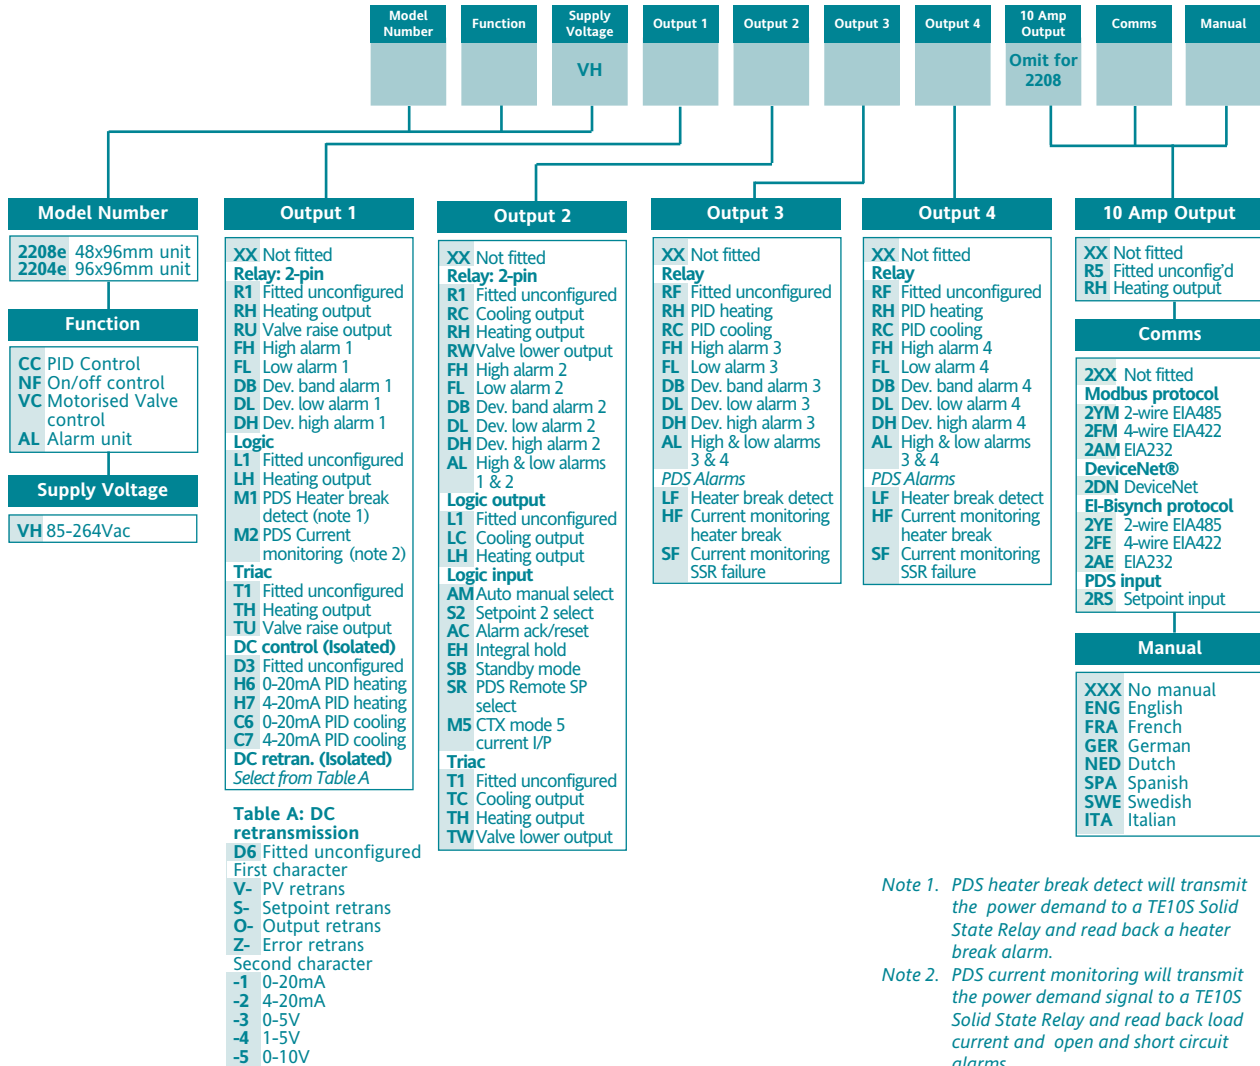 Model Number
Function
Supply Voltage
Output 1
Output 2
Output 3
Output 4
10 Amp Output
Comms
Manual
VH
Omit for 2208
Model Number
2208e 48x96mm unit
2204e 96x96mm unit
Function
CC PID Control
NF On/off control
VC Motorised Valve
control
AL Alarm unit
Supply Voltage
VH 85-264Vac
Output 1
XX Not fitted
Relay: 2-pin
R1 Fitted unconfigured
RH Heating output
RU Valve raise output
FH High alarm 1
FL Low alarm 1
DB Dev. band alarm 1
DL Dev. low alarm 1
DH Dev. high alarm 1
Logic
L1 Fitted unconfigured
LH Heating output
M1 PDS Heater break
detect (note 1)
M2 PDS Current
monitoring (note 2)
Triac
T1 Fitted unconfigured
TH Heating output
TU Valve raise output
DC control (Isolated)
D3 Fitted unconfigured
H6 0-20mA PID heating
H7 4-20mA PID heating
C6 0-20mA PID cooling
C7 4-20mA PID cooling
DC retran. (Isolated)
Select from Table A
Table A: DC
retransmission
D6 Fitted unconfigured
First character
V- PV retrans
S- Setpoint retrans
O- Output retrans
Z- Error retrans
Second character
-1 0-20mA
-2 4-20mA
-3 0-5V
-4 1-5V
-5 0-10V
Output 2
XX Not fitted
Relay: 2-pin
R1 Fitted unconfigured
RC Cooling output
RH Heating output
RW Valve lower output
FH High alarm 2
FL Low alarm 2
DB Dev. band alarm 2
DL Dev. low alarm 2
DH Dev. high alarm 2
AL High & low alarms
1 & 2
Logic output
L1 Fitted unconfigured
LC Cooling output
LH Heating output
Logic input
AM Auto manual select
S2 Setpoint 2 select
AC Alarm ack/reset
EH Integral hold
SB Standby mode
SR PDS Remote SP
select
M5 CTX mode 5
current I/P
Triac
T1 Fitted unconfigured
TC Cooling output
TH Heating output
TW Valve lower output
Output 3
XX Not fitted
Relay
RF Fitted unconfigured
RH PID heating
RC PID cooling
FH High alarm 3
FL Low alarm 3
DB Dev. band alarm 3
DL Dev. low alarm 3
DH Dev. high alarm 3
AL High & low alarms
3 & 4
PDS Alarms
LF Heater break detect
HF Current monitoring
heater break
SF Current monitoring
SSR failure
Output 4
XX Not fitted
Relay
RF Fitted unconfigured
RH PID heating
RC PID cooling
FH High alarm 4
FL Low alarm 4
DB Dev. band alarm 4
DL Dev. low alarm 4
DH Dev. high alarm 4
AL High & low alarms
3 & 4
PDS Alarms
LF Heater break detect
HF Current monitoring
heater break
SF Current monitoring
SSR failure
10 Amp Output
XX Not fitted
R5 Fitted unconfig'd
RH Heating output
Comms
2XX Not fitted
Modbus protocol
2YM 2-wire EIA485
2FM 4-wire EIA422
2AM EIA232
DeviceNet®
2DN DeviceNet
EI-Bisynch protocol
2YE 2-wire EIA485
2FE 4-wire EIA422
2AE EIA232
PDS input
2RS Setpoint input
Manual
XXX No manual
ENG English
FRA French
GER German
NED Dutch
SPA Spanish
SWE Swedish
ITA Italian
Note 1. PDS heater break detect will transmit
the power demand to a TE10S Solid
State Relay and read back a heater
break alarm.
Note 2. PDS current monitoring will transmit
the power demand signal to a TE10S
Solid State Relay and read back load
current and open and short circuit
alarms